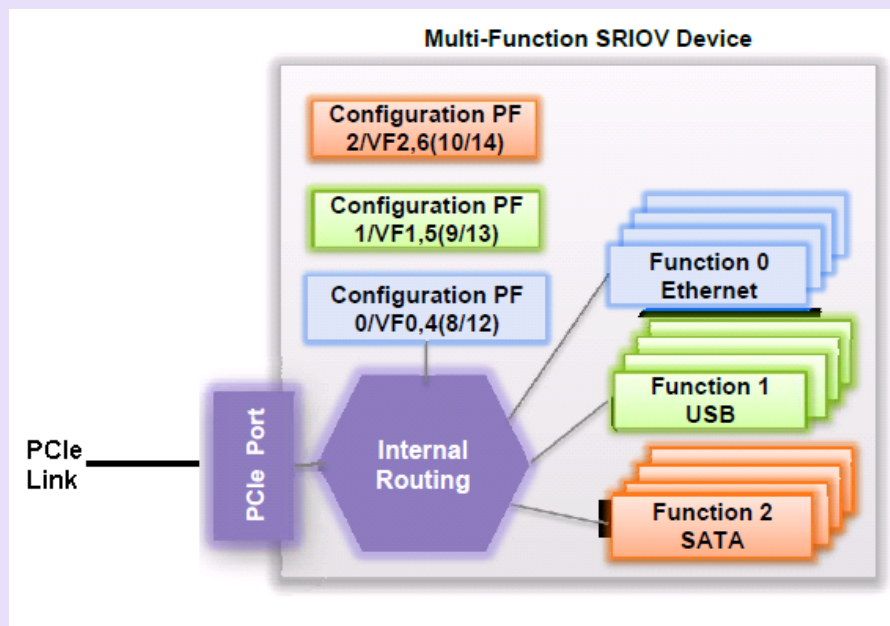 Multi-Function SRIOV Device
Configuration PF
2/VF2,6(10/14)
Configuration PF
1/VF1,5(9/13)
Configuration PF
0/VF0,4(8/12)
Function 0
Ethernet
Function 1
USB
Function 2
SATA
PCIe
Link
PCIe Port
Internal
Routing